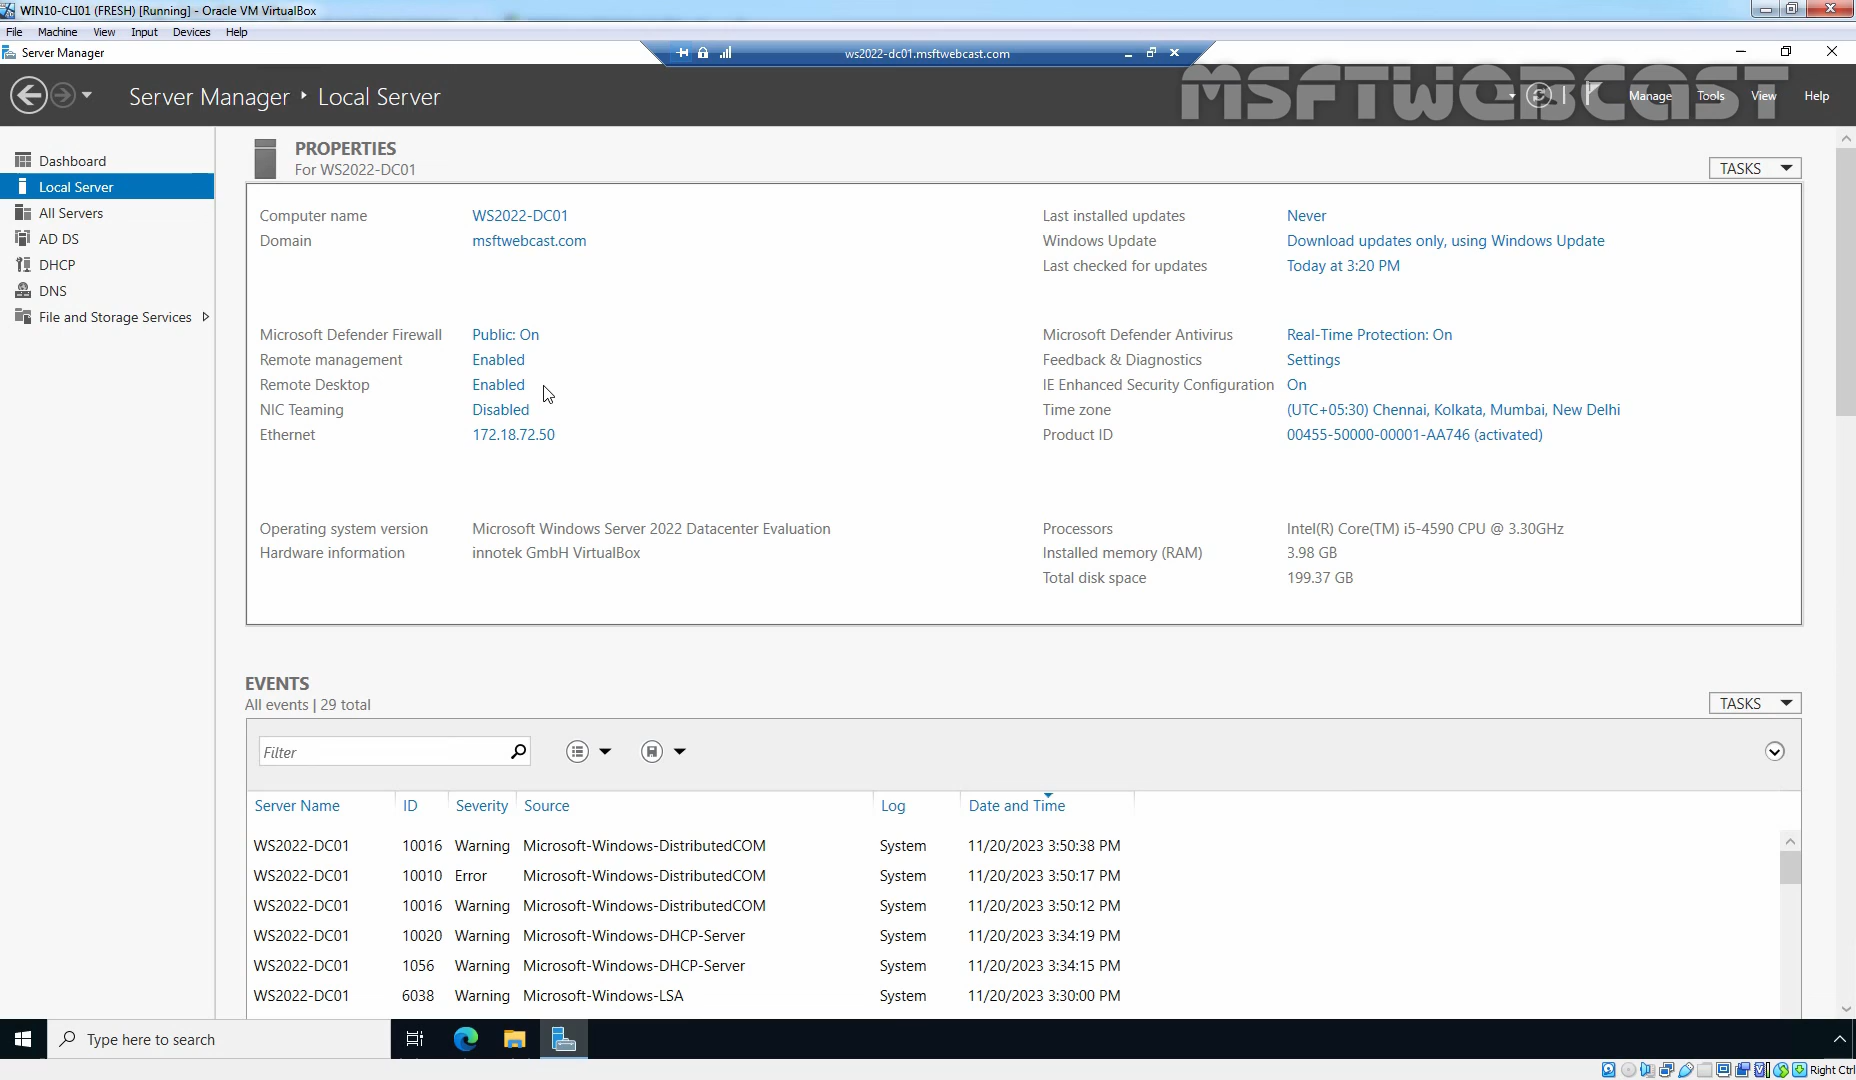 WIN10-CLI01 (FRESH) [Running] - Oracle VM VirtualBox
File Machine View Input Devices Help
Server Manager
ws2022-dc01.msftwebcast.com
Server Manager Local Server
MSFTWEBCAST
Manage Tools View Help
Dashboard
Local Server
All Servers
AD DS
DHCP
DNS
File and Storage Services
PROPERTIES
For WS2022-DC01
TASKS
Computer name WS2022-DC01
Domain msftwebcast.com
Last installed updates Never
Windows Update Download updates only, using Windows Update
Last checked for updates Today at 3:20 PM
Microsoft Defender Firewall Public: On
Remote management Enabled
Remote Desktop Enabled
NIC Teaming Disabled
Ethernet 172.18.72.50
Microsoft Defender Antivirus Real-Time Protection: On
Feedback & Diagnostics Settings
IE Enhanced Security Configuration On
Time zone (UTC+05:30) Chennai, Kolkata, Mumbai, New Delhi
Product ID 00455-50000-00001-AA746 (activated)
Operating system version Microsoft Windows Server 2022 Datacenter Evaluation
Hardware information innotek GmbH VirtualBox
Processors Intel(R) Core(TM) i5-4590 CPU @ 3.30GHz
Installed memory (RAM) 3.98 GB
Total disk space 199.37 GB
EVENTS
All events | 29 total
TASKS
Filter
Server Name ID Severity Source Log Date and Time
WS2022-DC01 10016 Warning Microsoft-Windows-DistributedCOM System 11/20/2023 3:50:38 PM
WS2022-DC01 10010 Error Microsoft-Windows-DistributedCOM System 11/20/2023 3:50:17 PM
WS2022-DC01 10016 Warning Microsoft-Windows-DistributedCOM System 11/20/2023 3:50:12 PM
WS2022-DC01 10020 Warning Microsoft-Windows-DHCP-Server System 11/20/2023 3:34:19 PM
WS2022-DC01 1056 Warning Microsoft-Windows-DHCP-Server System 11/20/2023 3:34:15 PM
WS2022-DC01 6038 Warning Microsoft-Windows-LSA System 11/20/2023 3:30:00 PM
Type here to search
Right Ctrl